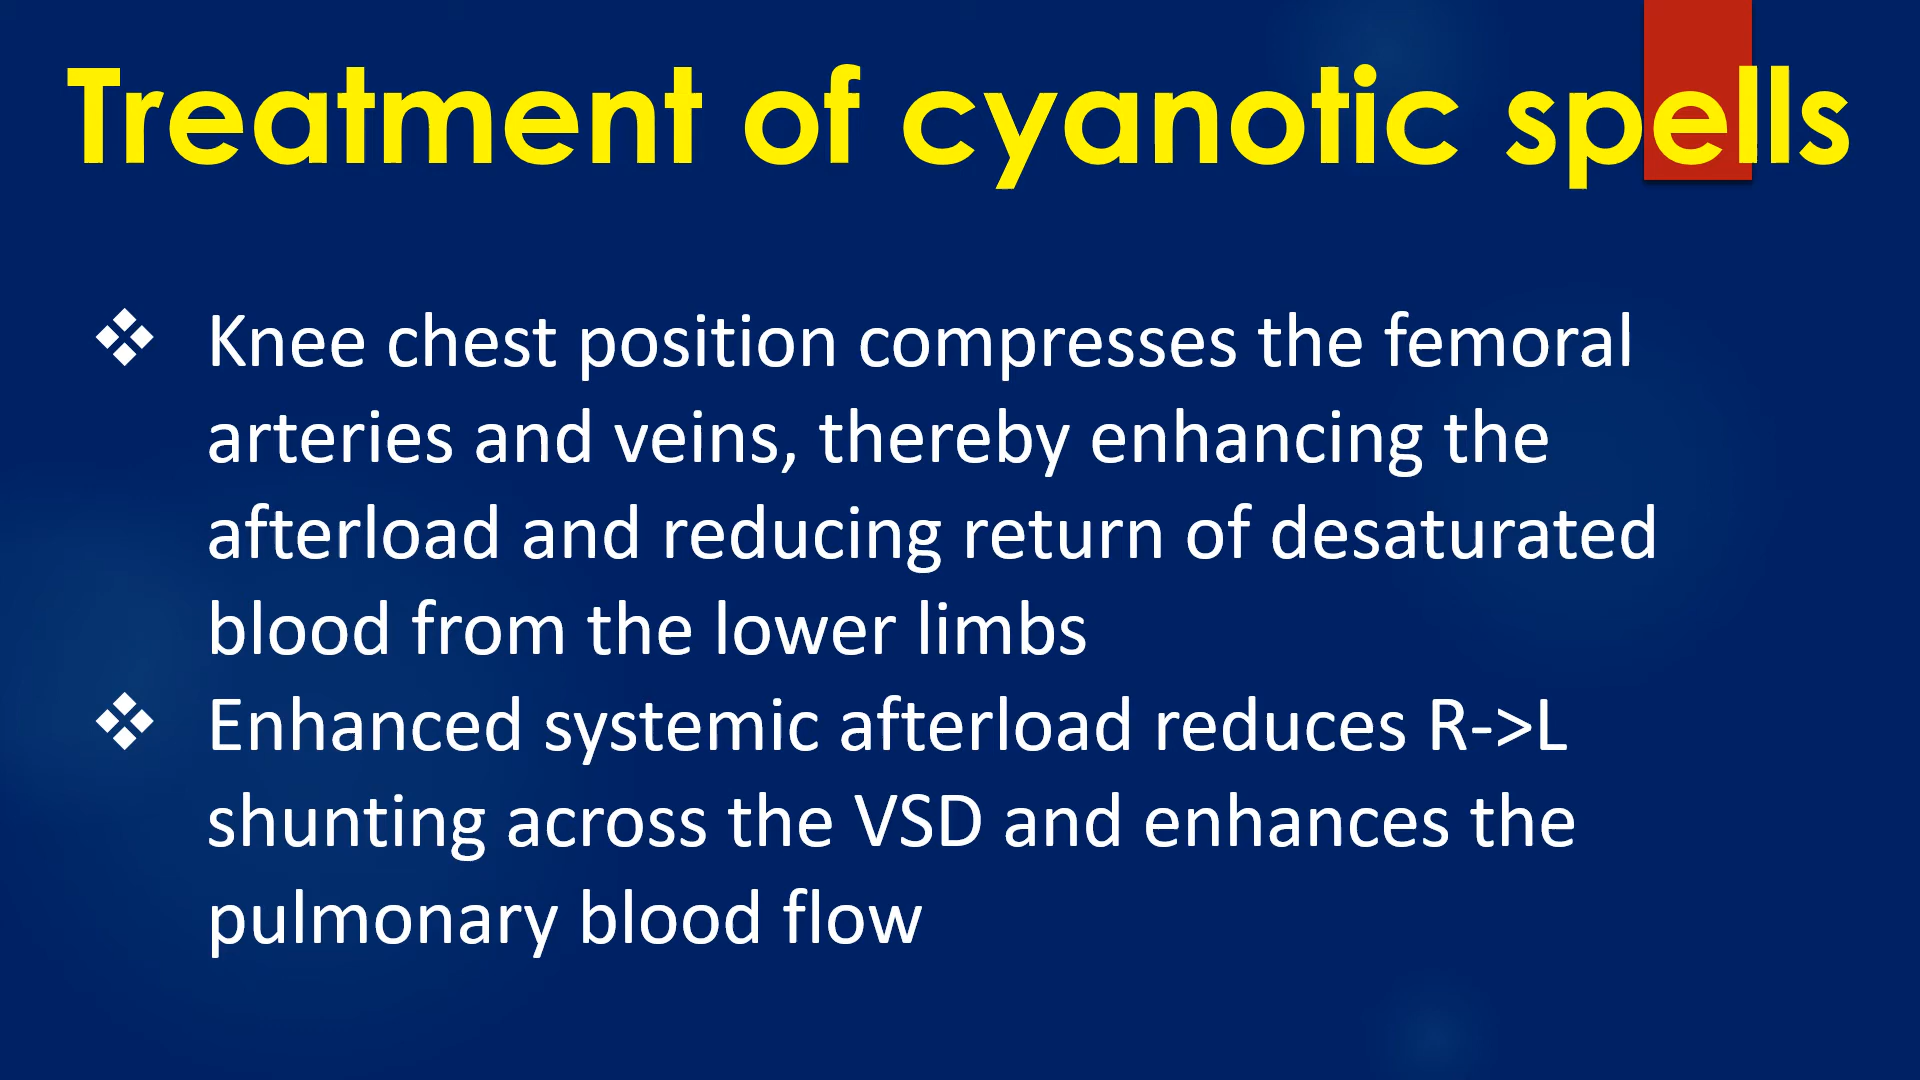 Treatment of cyanotic spells
❖ Knee chest position compresses the femoral
arteries and veins, thereby enhancing the
afterload and reducing return of desaturated
blood from the lower limbs
❖ Enhanced systemic afterload reduces R->L
shunting across the VSD and enhances the
pulmonary blood flow